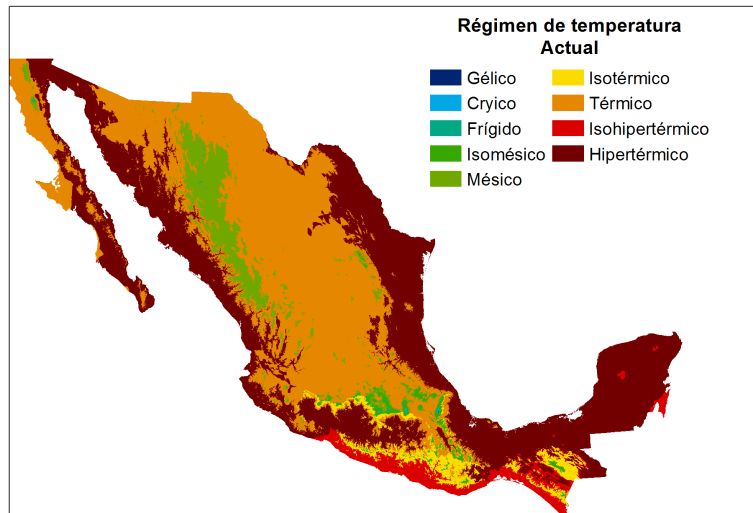 Régimen de temperatura
Actual
Gélico
Cryico
Frígido
Isomésico
Mésico
Isotérmico
Térmico
Isohipertérmico
Hipertérmico